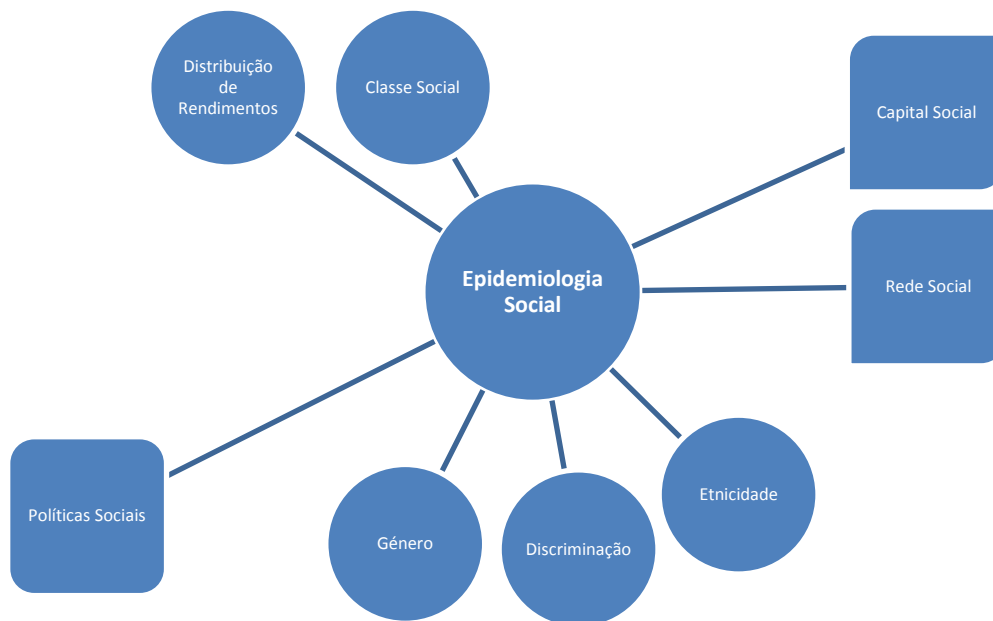 Distribuição
de
Rendimentos
Classe Social
Capital Social
Epidemiologia
Social
Rede Social
Políticas Sociais
Género
Discriminação
Etnicidade